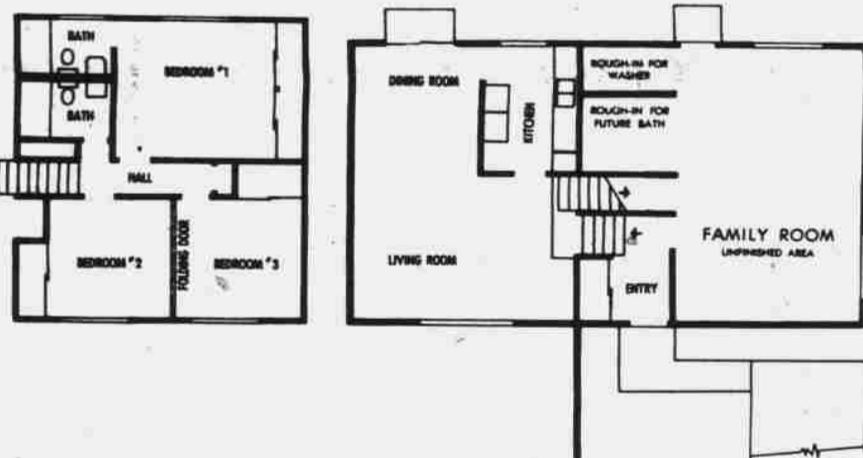 BATH
BEDROOM #1
BATH
HALL
BEDROOM #2
FOLDING DOOR
BEDROOM #3
DINING ROOM
KITCHEN
LIVING ROOM
ROUGH-IN FOR
WASHER
ROUGH-IN FOR
FUTURE BATH
FAMILY ROOM
UNFINISHED AREA
ENTRY